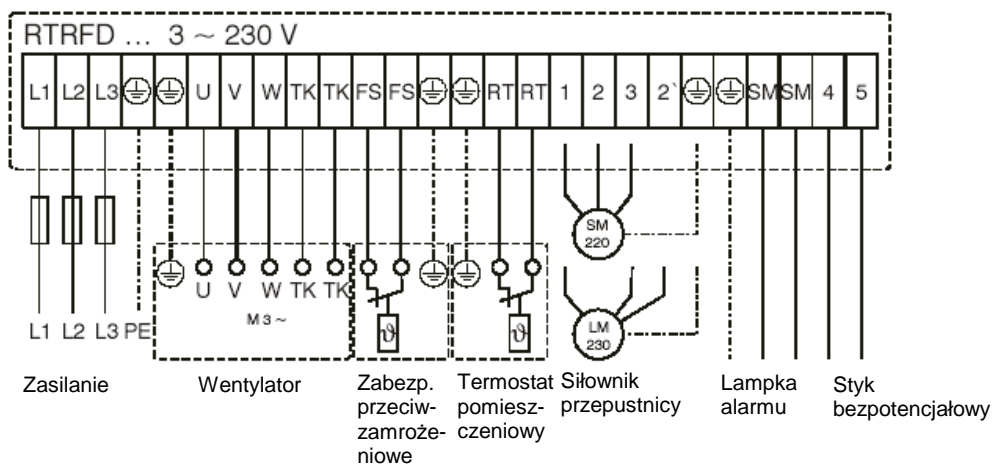 RTRFD ... 3 ~ 230 V
L1 L2 L3 U V W TK TK FS FS RT RT 1 2 3 2` SM SM 4 5
SM
220
U V W TK TK
M 3 ~
ϑ ϑ
LM
230
L1 L2 L3 PE
Zasilanie
Wentylator
Zabezp.
przeciw-
zamroże-
niowe
Termostat
pomiesz-
czeniowy
Siłownik
przepustnicy
Lampka
alarmu
Styk
bezpotencjałowy